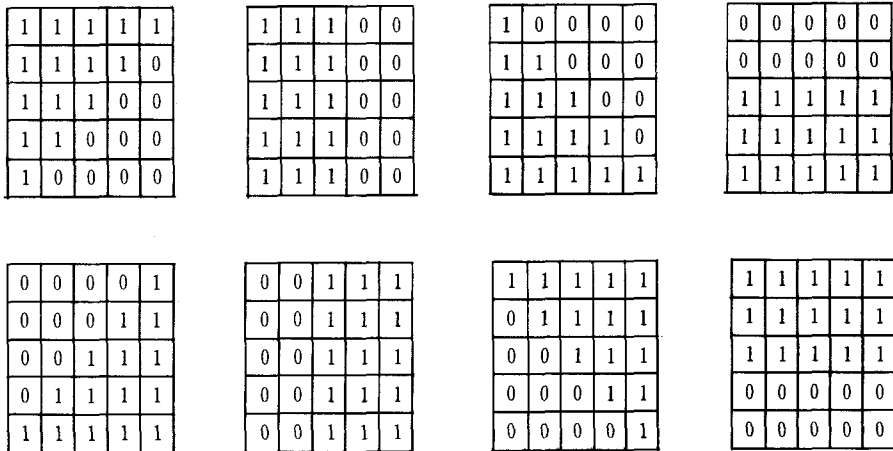 1 1 1 1 1 1 1 1 0 0 1 0 0 0 0 0 0 0 0 0
1 1 1 1 0 1 1 1 0 0 1 1 0 0 0 0 0 0 0 0
1 1 1 0 0 1 1 1 0 0 1 1 1 0 0 1 1 1 1 1
1 1 0 0 0 1 1 1 0 0 1 1 1 1 0 1 1 1 1 1
1 0 0 0 0 1 1 1 0 0 1 1 1 1 1 1 1 1 1 1
0 0 0 0 1 0 0 1 1 1 1 1 1 1 1 1 1 1 1 1
0 0 0 1 1 0 0 1 1 1 0 1 1 1 1 1 1 1 1 1
0 0 1 1 1 0 0 1 1 1 0 0 1 1 1 1 1 1 1 1
0 1 1 1 1 0 0 1 1 1 0 0 0 1 1 0 0 0 0 0
1 1 1 1 1 0 0 1 1 1 0 0 0 0 1 0 0 0 0 0